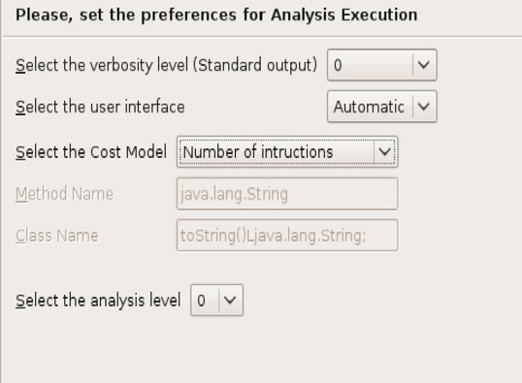 Please, set the preferences for Analysis Execution
Select the verbosity level (Standard output) 0
Select the user interface Automatic
Select the Cost Model Number of intructions
Method Name java.lang.String
Class Name toString()Ljava.lang.String;
Select the analysis level 0